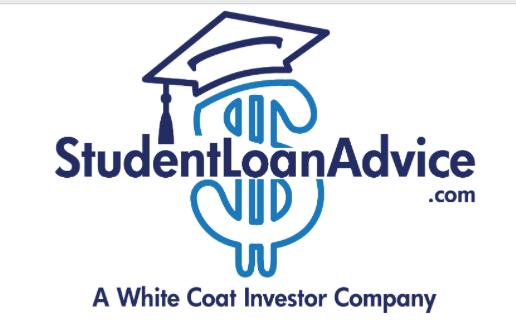 StudentLoanAdvice
.com
A White Coat Investor Company